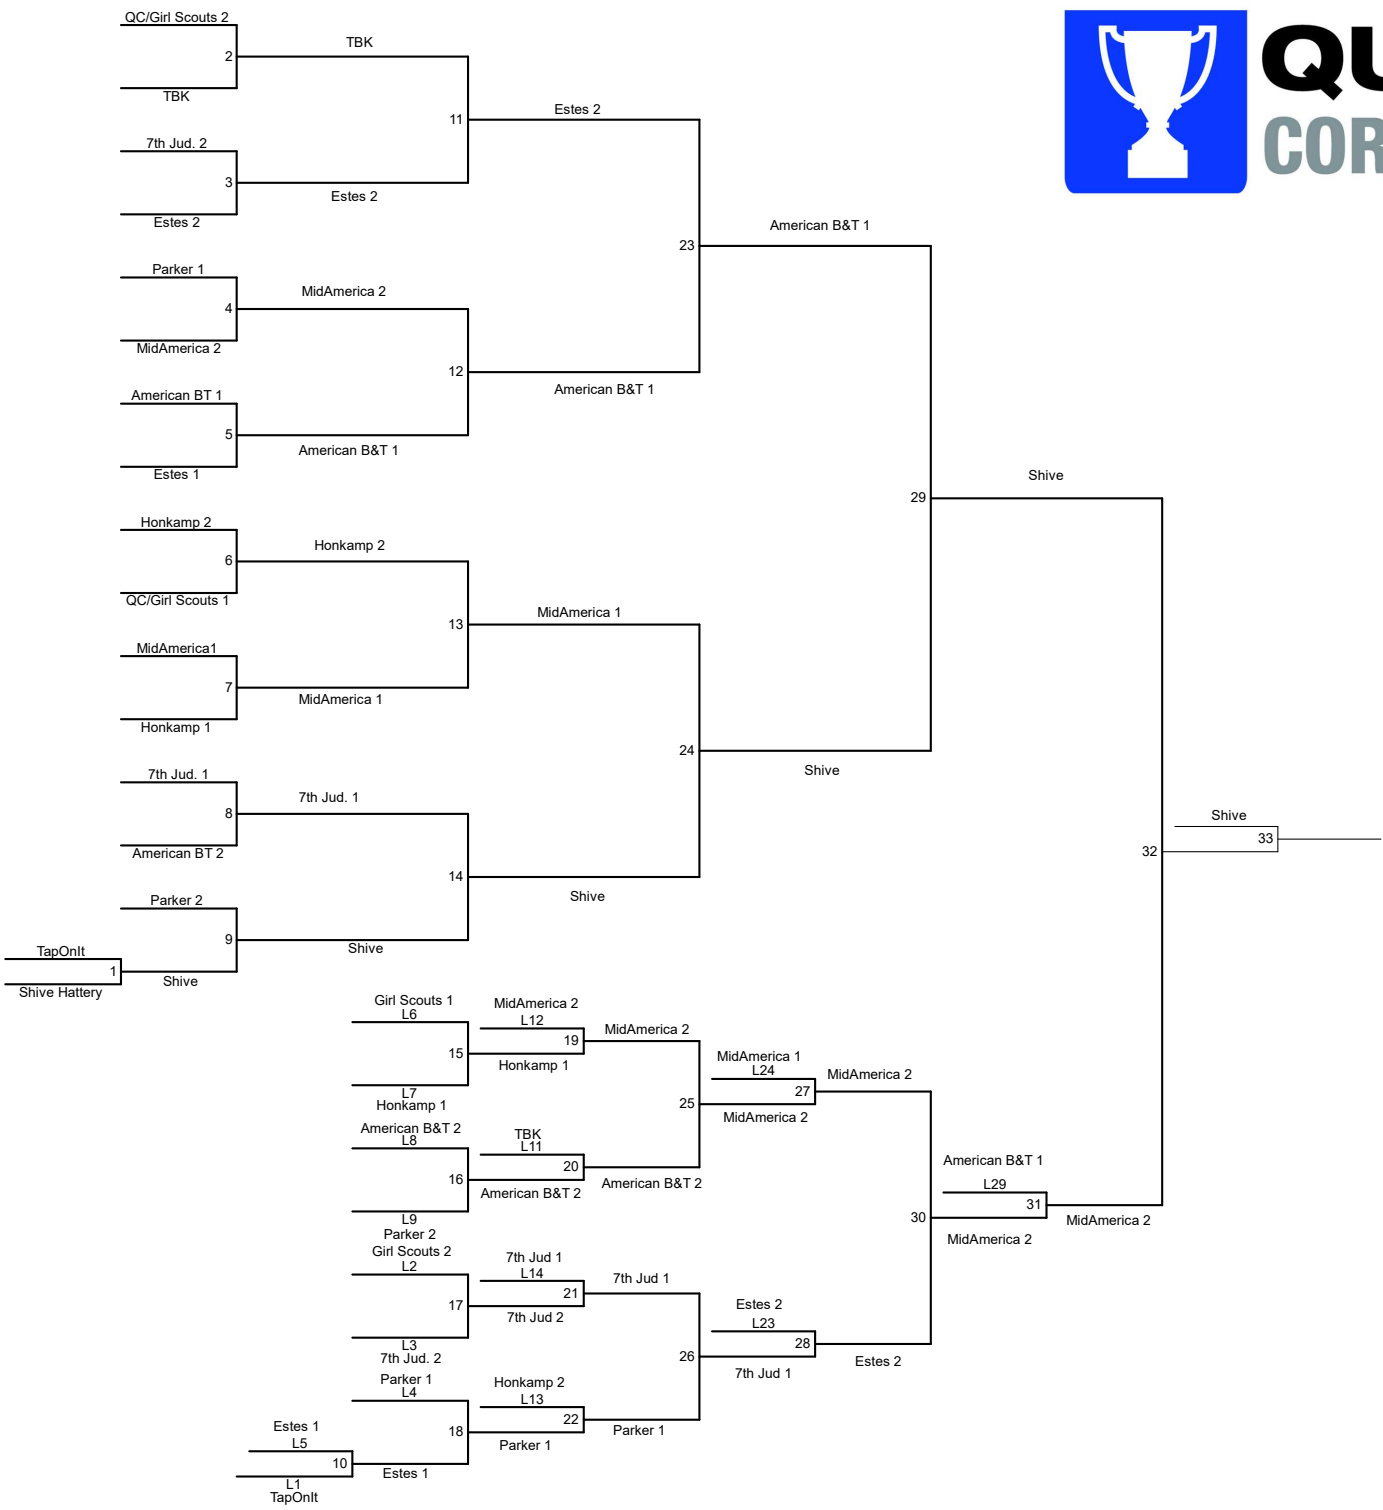 QC/Girl Scouts 2
QU
TBK
2
TBK
COR
Estes 2
11
7th Jud. 2
3
Estes 2
Estes 2
American B&T 1
23
Parker 1
MidAmerica 2
4
MidAmerica 2
12
American B&T 1
American BT 1
5
American B&T 1
Estes 1
Shive
29
Honkamp 2
Honkamp 2
6
QC/Girl Scouts 1
MidAmerica 1
13
MidAmerica1
7
MidAmerica 1
Honkamp 1
24
Shive
7th Jud. 1
7th Jud. 1
8
American BT 2
Shive
33
32
14
Shive
Parker 2
9
Shive
TapOnIt
1
Shive
Shive Hattery
Girl Scouts 1
L6
MidAmerica 2
L12
MidAmerica 2
19
15
Honkamp 1
MidAmerica 1
L24
MidAmerica 2
27
L7
Honkamp 1
25
MidAmerica 2
American B&T 2
L8
TBK
L11
20
American B&T 1
16
American B&T 2
American B&T 2
L29
31
L9
30
MidAmerica 2
Parker 2
MidAmerica 2
Girl Scouts 2
L2
7th Jud 1
L14
7th Jud 1
21
17
7th Jud 2
Estes 2
L23
28
L3
7th Jud. 2
26
Estes 2
7th Jud 1
Parker 1
L4
Honkamp 2
L13
22
Estes 1
18
Parker 1
L5
Parker 1
10
Estes 1
L1
TapOnIt